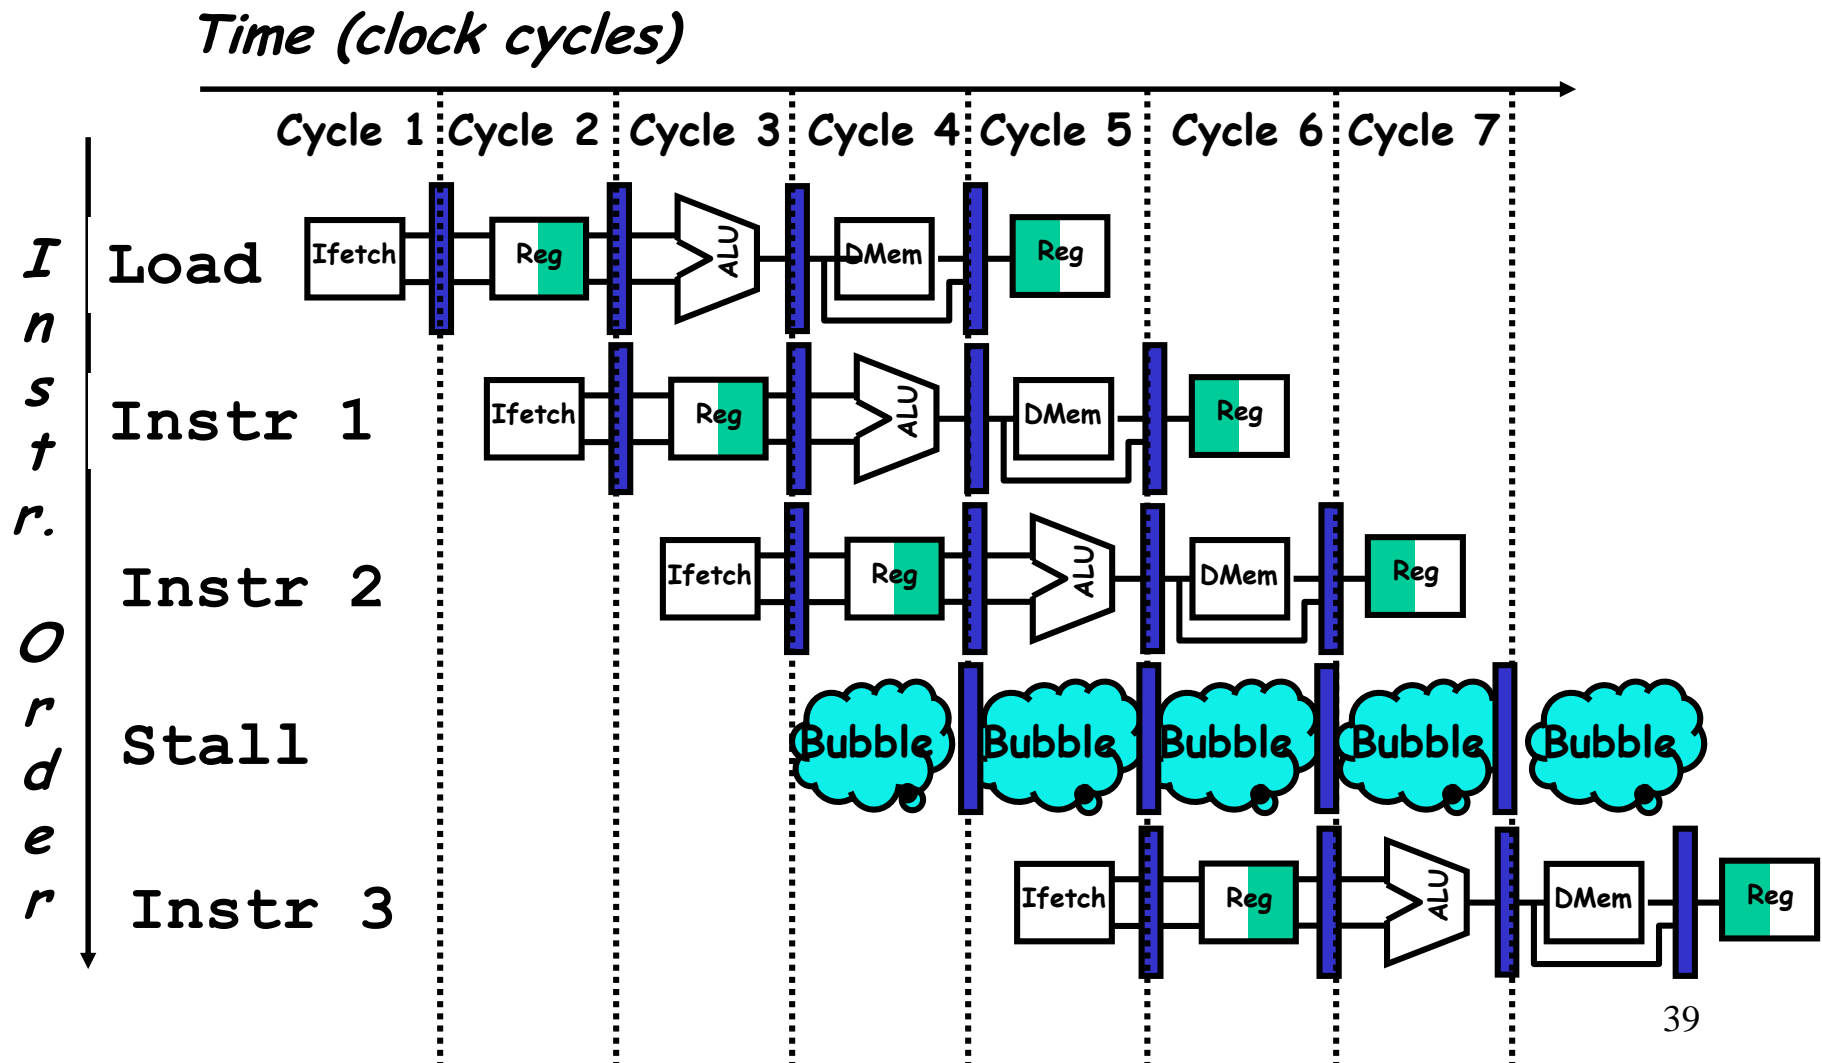 Time (clock cycles)
Cycle 1 Cycle 2 Cycle 3 Cycle 4 Cycle 5 Cycle 6 Cycle 7
Instr. Order
Load Ifetch Reg ALU DMem Reg
Instr 1 Ifetch Reg ALU DMem Reg
Instr 2 Ifetch Reg ALU DMem Reg
Stall Bubble Bubble Bubble Bubble Bubble
Instr 3 Ifetch Reg ALU DMem Reg
39